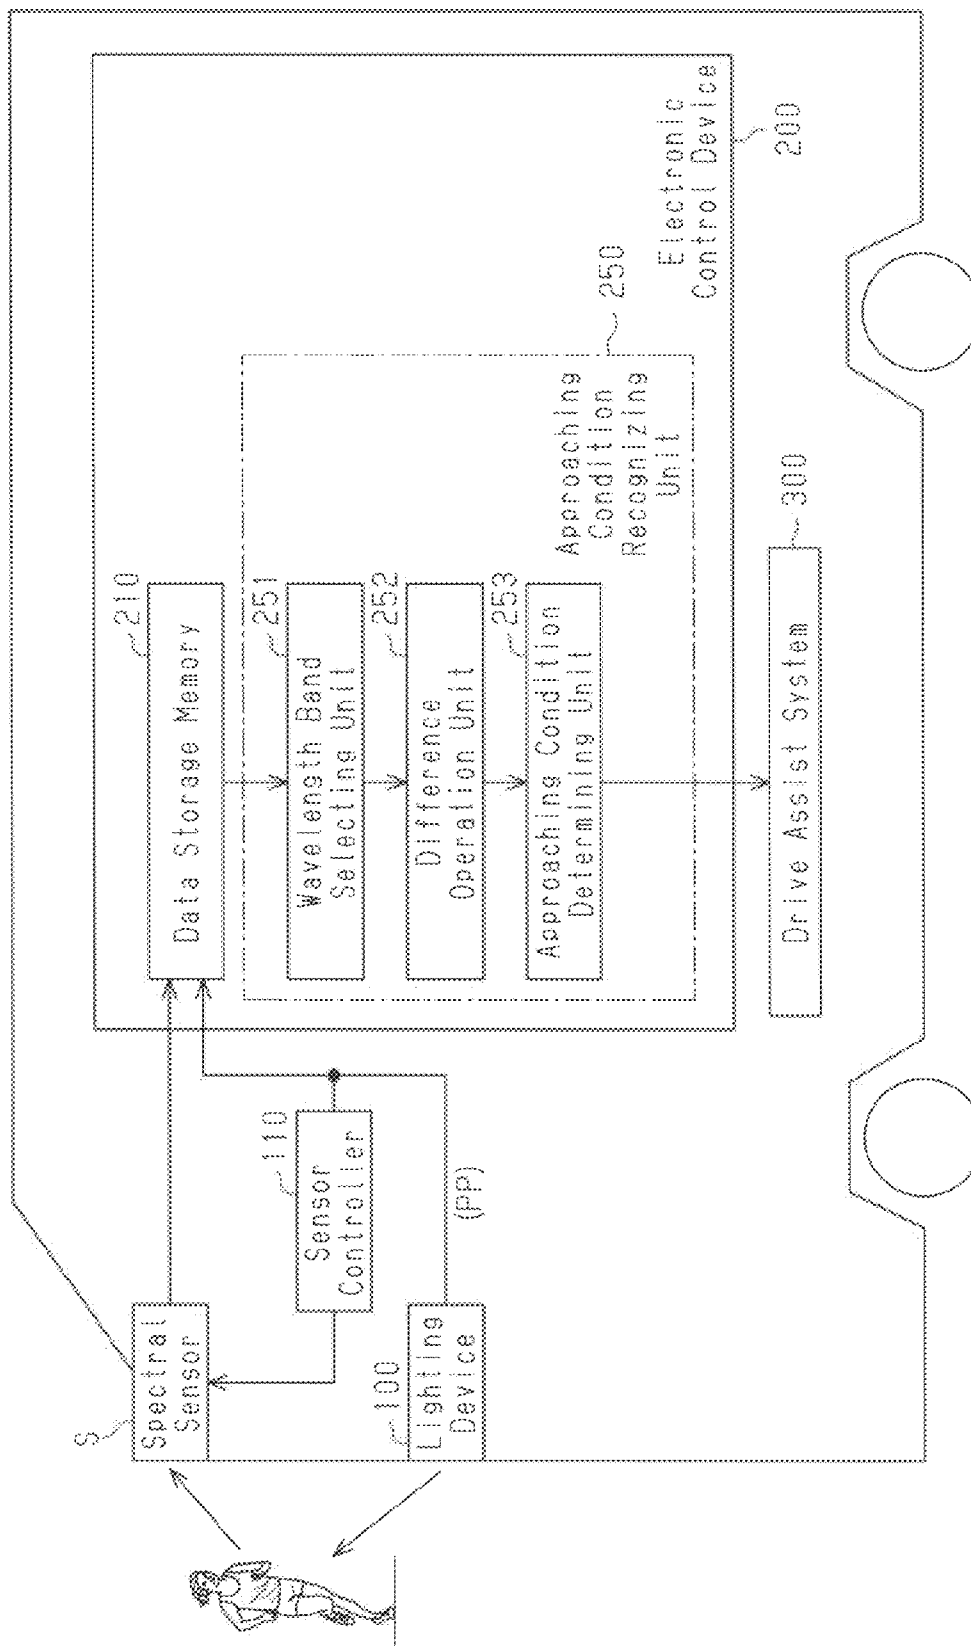 S
Spectral
Sensor
100
Lighting
Device
110
Sensor
Controller
(PP)
210
Data Storage Memory
251
Wavelength Band
Selecting Unit
252
Difference
Operation Unit
253
Approaching Condition
Determining Unit
Approaching
Condition
Recognizing
Unit
250
Electronic
Control Device
200
Drive Assist System
300